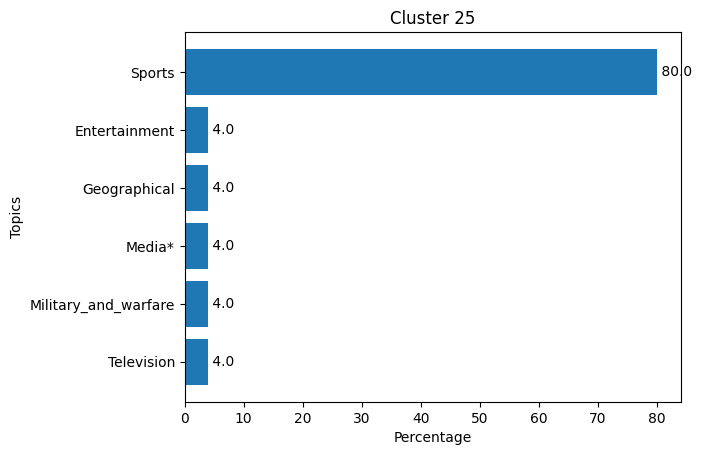 Cluster 25
Topics
Sports 80.0
Entertainment 4.0
Geographical 4.0
Media* 4.0
Military_and_warfare 4.0
Television 4.0
0 10 20 30 40 50 60 70 80
Percentage